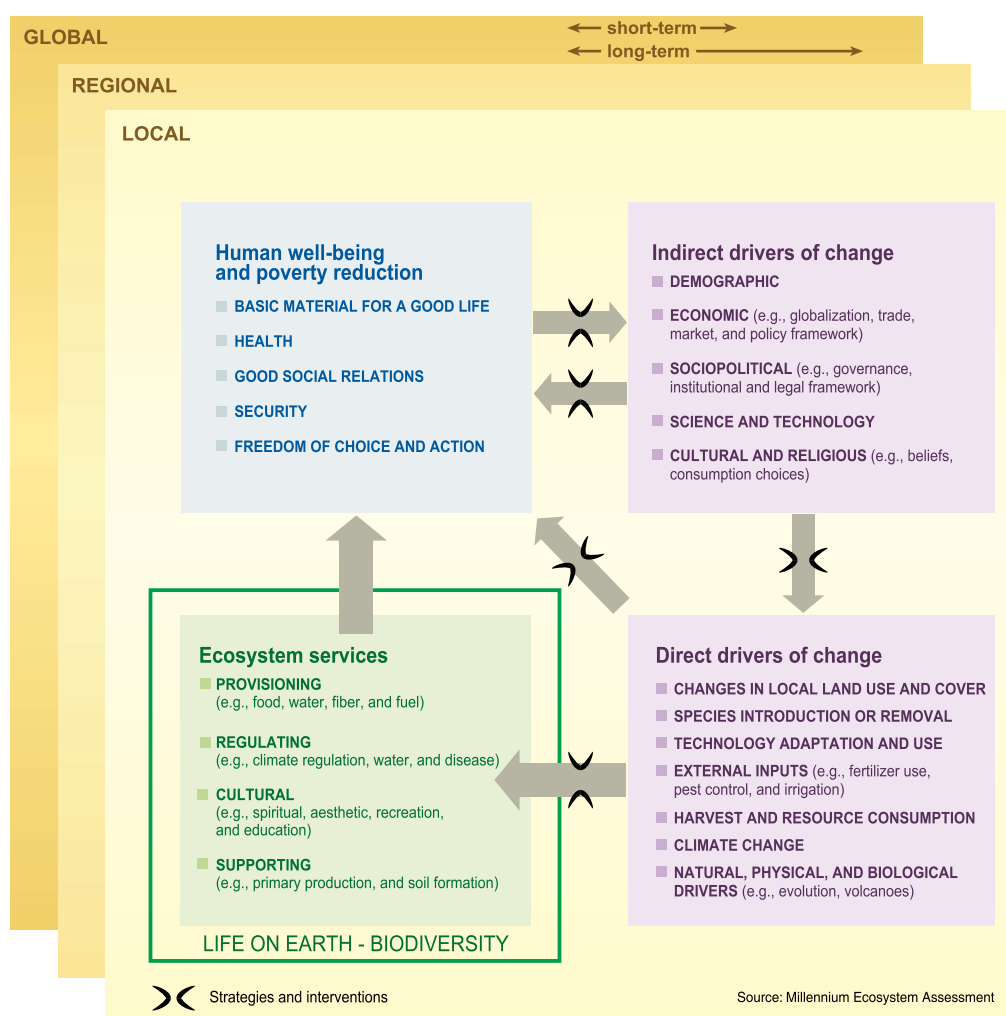 GLOBAL
short-term
long-term
REGIONAL
LOCAL
Human well-being
and poverty reduction
BASIC MATERIAL FOR A GOOD LIFE
HEALTH
GOOD SOCIAL RELATIONS
SECURITY
FREEDOM OF CHOICE AND ACTION
Indirect drivers of change
DEMOGRAPHIC
ECONOMIC (e.g., globalization, trade,
market, and policy framework)
SOCIOPOLITICAL (e.g., governance,
institutional and legal framework)
SCIENCE AND TECHNOLOGY
CULTURAL AND RELIGIOUS (e.g., beliefs,
consumption choices)
Ecosystem services
PROVISIONING
(e.g., food, water, fiber, and fuel)
REGULATING
(e.g., climate regulation, water, and disease)
CULTURAL
(e.g., spiritual, aesthetic, recreation,
and education)
SUPPORTING
(e.g., primary production, and soil formation)
LIFE ON EARTH - BIODIVERSITY
Direct drivers of change
CHANGES IN LOCAL LAND USE AND COVER
SPECIES INTRODUCTION OR REMOVAL
TECHNOLOGY ADAPTATION AND USE
EXTERNAL INPUTS (e.g., fertilizer use,
pest control, and irrigation)
HARVEST AND RESOURCE CONSUMPTION
CLIMATE CHANGE
NATURAL, PHYSICAL, AND BIOLOGICAL
DRIVERS (e.g., evolution, volcanoes)
Strategies and interventions
Source: Millennium Ecosystem Assessment